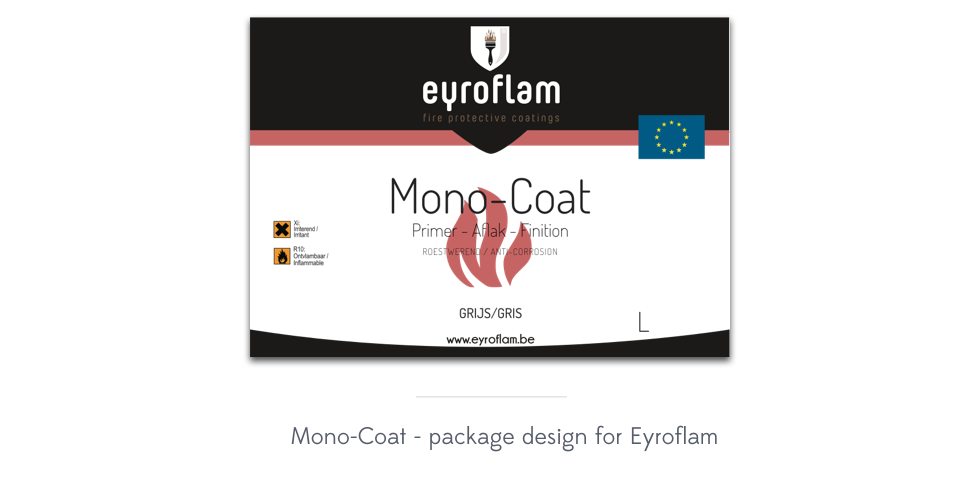 eyroflam
fire protective coatings
Mono-Coat
Primer - Aflak - Finition
ROESTWEREND / ANTI-CORROSION
Xi:
Irriterend /
Irritant
R10:
Ontvlambaar /
Inflammable
GRIJS/GRIS
L
www.eyroflam.be
Mono-Coat - package design for Eyroflam